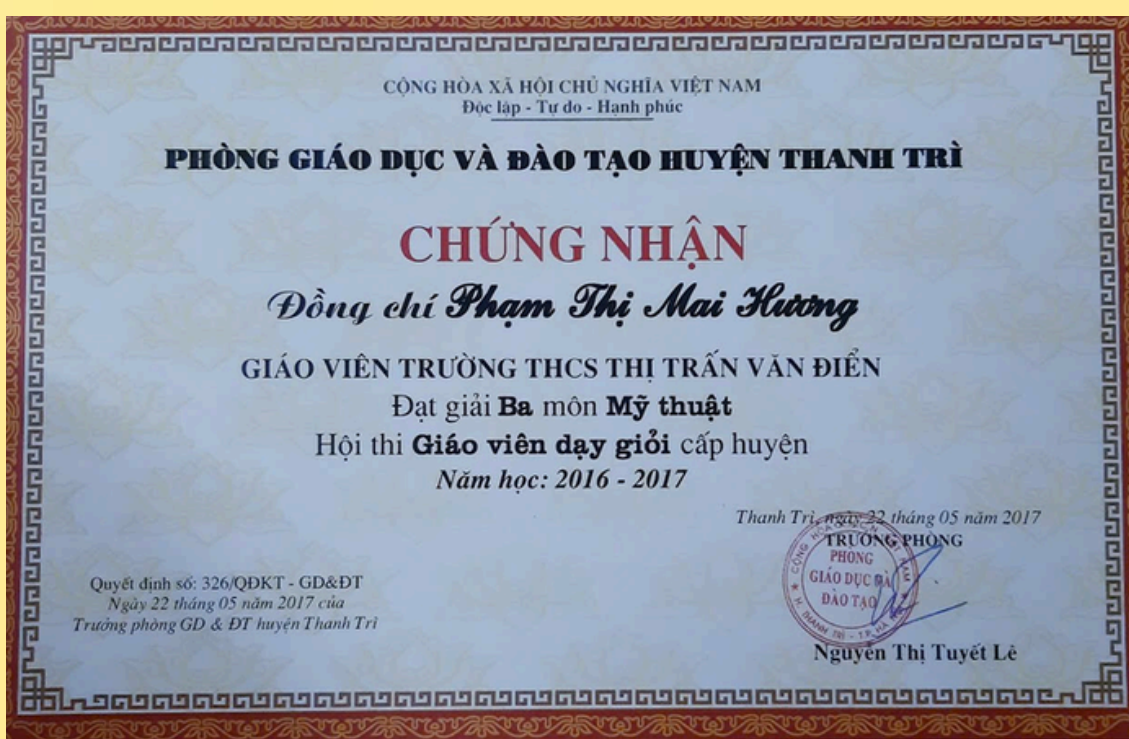 CỘNG HÒA XÃ HỘI CHỦ NGHĨA VIỆT NAM
Độc lập - Tự do - Hạnh phúc
PHÒNG GIÁO DỤC VÀ ĐÀO TẠO HUYỆN THANH TRÌ
CHỨNG NHẬN
Đồng chí Phạm Thị Mai Hương
GIÁO VIÊN TRƯỜNG THCS THỊ TRẤN VĂN ĐIỂN
Đạt giải Ba môn Mỹ thuật
Hội thi Giáo viên dạy giỏi cấp huyện
Năm học: 2016 - 2017
Thanh Trì, ngày 22 tháng 05 năm 2017
TRƯỞNG PHÒNG
PHÒNG
GIÁO DỤC VÀ
ĐÀO TẠO
H. THANH TRÌ - T.P. HÀ
Nguyễn Thị Tuyết Lê
Quyết định số: 326/QĐKT - GD&ĐT
Ngày 22 tháng 05 năm 2017 của
Trưởng phòng GD & ĐT huyện Thanh Trì